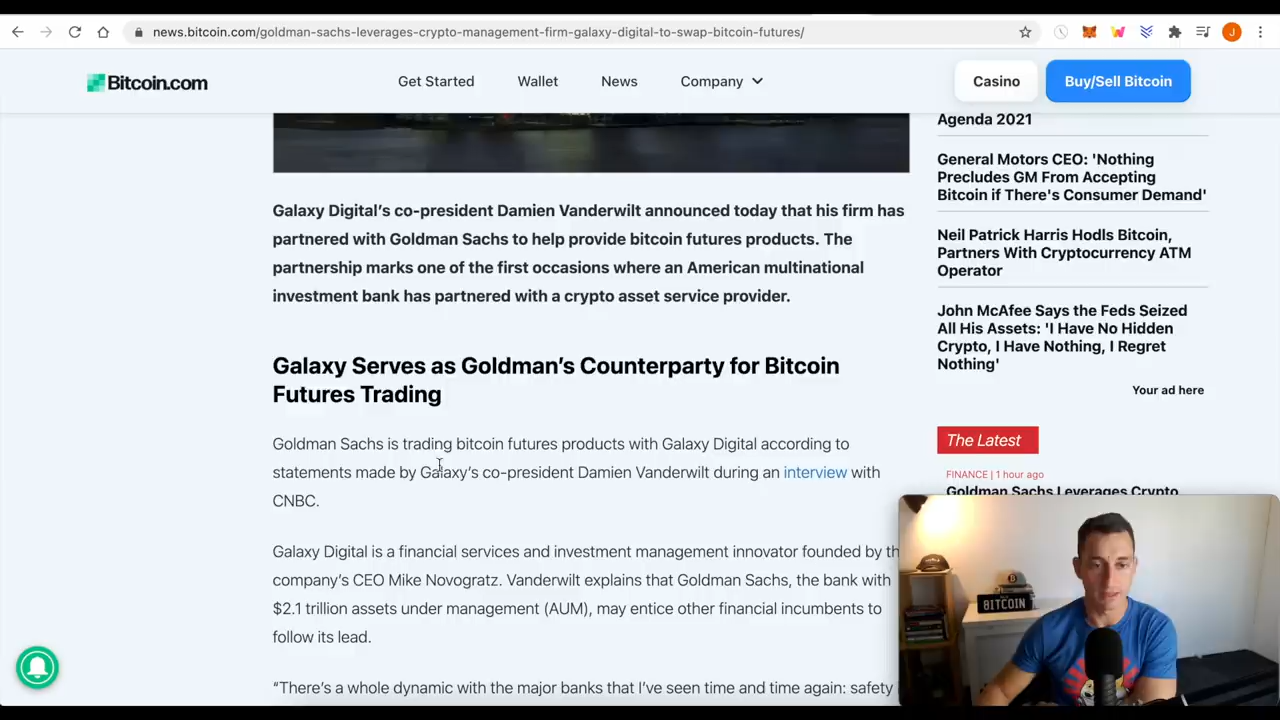 news.bitcoin.com/goldman-sachs-leverages-crypto-management-firm-galaxy-digital-to-swap-bitcoin-futures/
J
Bitcoin.com
Get Started
Wallet
News
Company
Casino
Buy/Sell Bitcoin
Galaxy Digital's co-president Damien Vanderwilt announced today that his firm has
partnered with Goldman Sachs to help provide bitcoin futures products. The
partnership marks one of the first occasions where an American multinational
investment bank has partnered with a crypto asset service provider.
Galaxy Serves as Goldman's Counterparty for Bitcoin
Futures Trading
Goldman Sachs is trading bitcoin futures products with Galaxy Digital according to
statements made by Galaxy's co-president Damien Vanderwilt during an interview with
CNBC.
Galaxy Digital is a financial services and investment management innovator founded by th
company's CEO Mike Novogratz. Vanderwilt explains that Goldman Sachs, the bank with
$2.1 trillion assets under management (AUM), may entice other financial incumbents to
follow its lead.
"There's a whole dynamic with the major banks that I've seen time and time again: safety
Agenda 2021
General Motors CEO: 'Nothing
Precludes GM From Accepting
Bitcoin if There's Consumer Demand'
Neil Patrick Harris Hodls Bitcoin,
Partners With Cryptocurrency ATM
Operator
John McAfee Says the Feds Seized
All His Assets: 'I Have No Hidden
Crypto, I Have Nothing, I Regret
Nothing'
Your ad here
The Latest
FINANCE | 1 hour ago
Goldman Sachs Leverages Crypto
BITCOIN